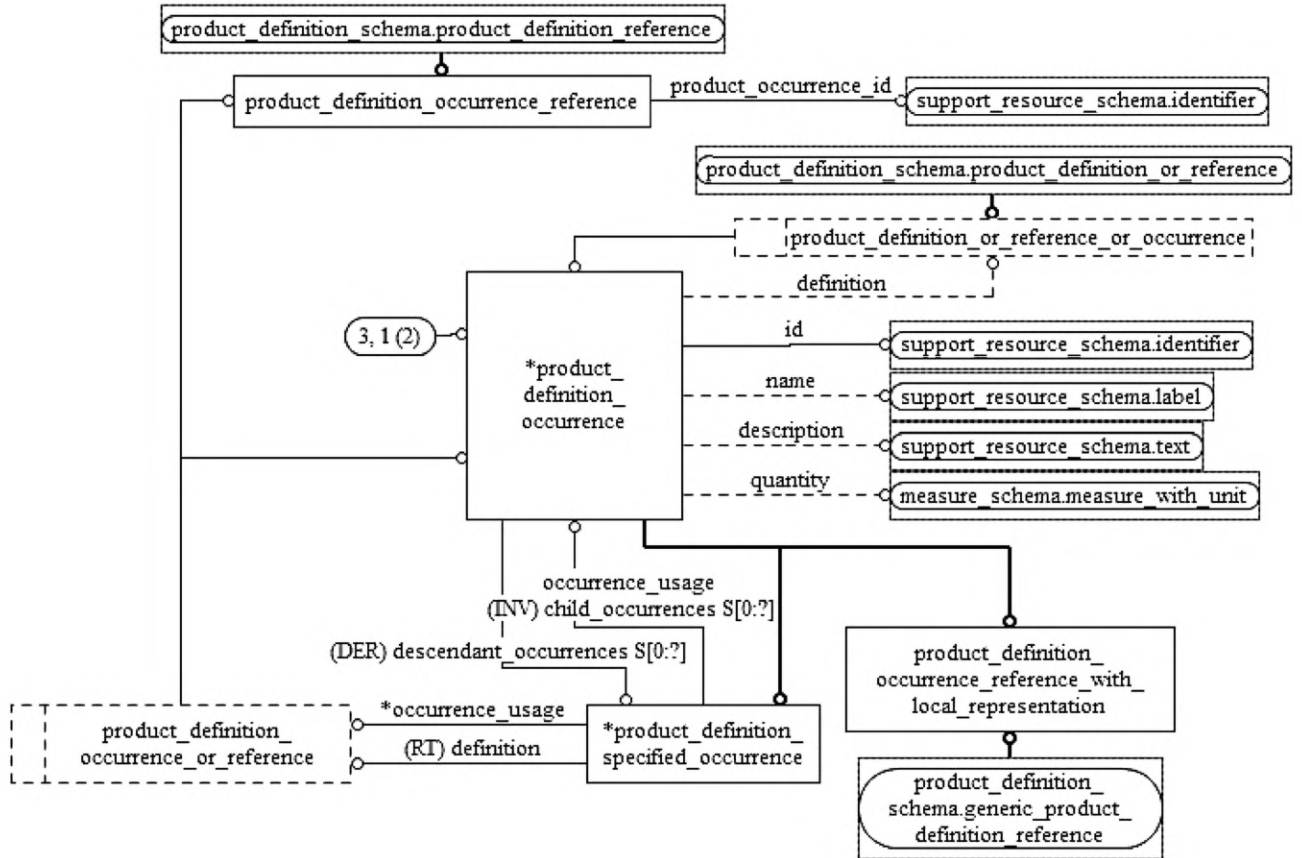 product_definition_schema.product_definition_reference
product_definition_occurrence_reference
product_occurrence_id
support_resource_schema.identifier
product_definition_schema.product_definition_or_reference
product_definition_or_reference_or_occurrence
definition
3, 1 (2)
*product_
definition_
occurrence
id
support_resource_schema.identifier
name
support_resource_schema.label
description
support_resource_schema.text
quantity
measure_schema.measure_with_unit
occurrence_usage
(INV) child_occurrences S[0:?]
(DER) descendant_occurrences S[0:?]
product_definition_
occurrence_reference_with_
local_representation
product_definition_
occurrence_or_reference
*occurrence_usage
(RT) definition
*product_definition_
specified_occurrence
product_definition_
schema.generic_product_
definition_reference